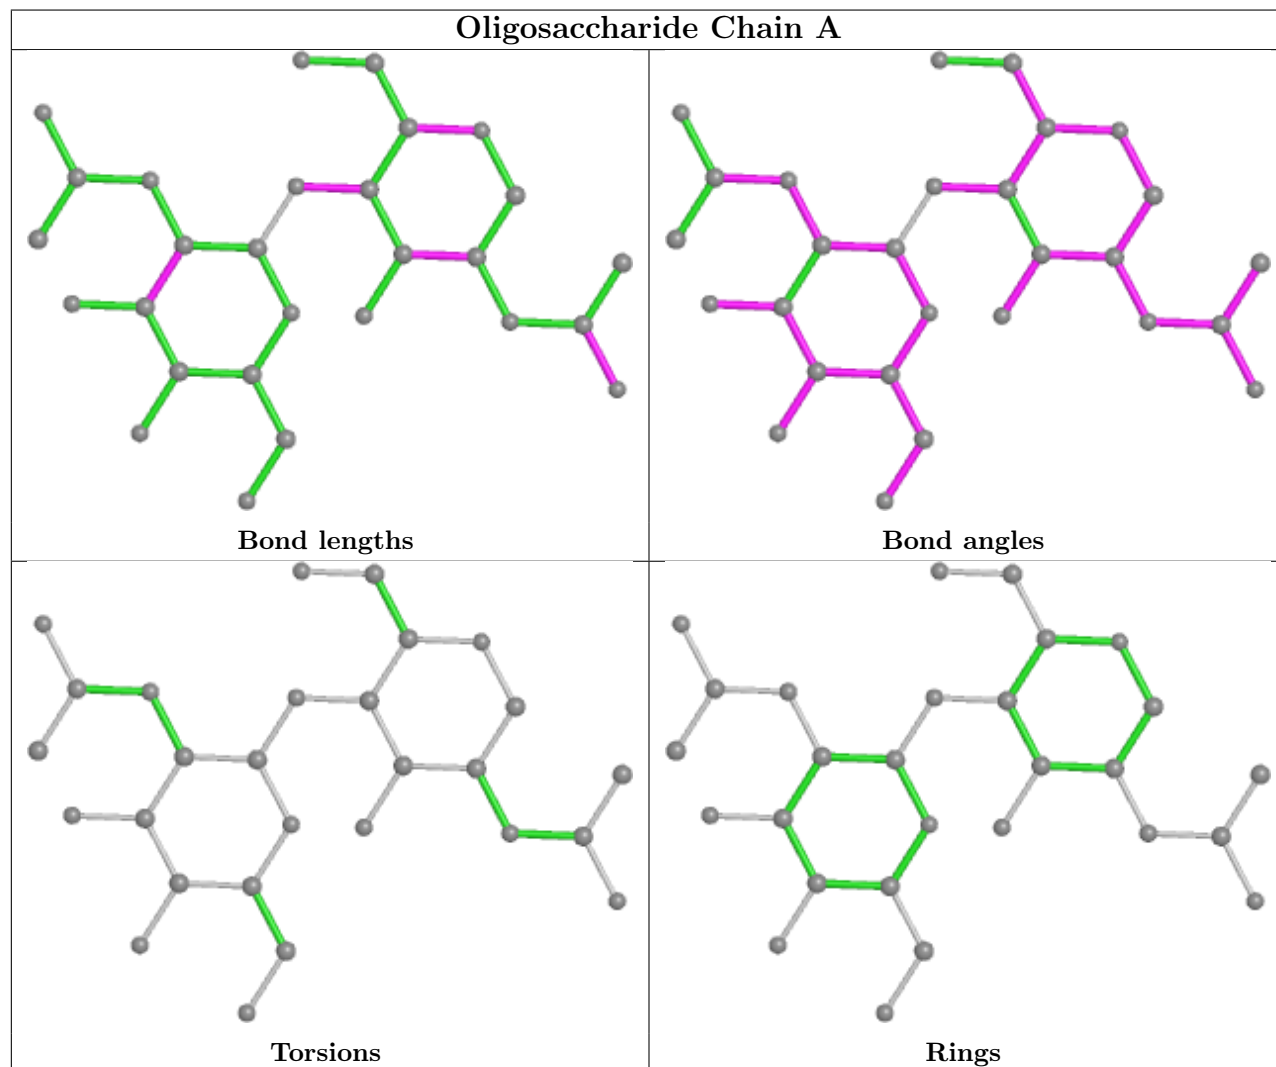 Oligosaccharide Chain A
Bond lengths
Bond angles
Torsions
Rings